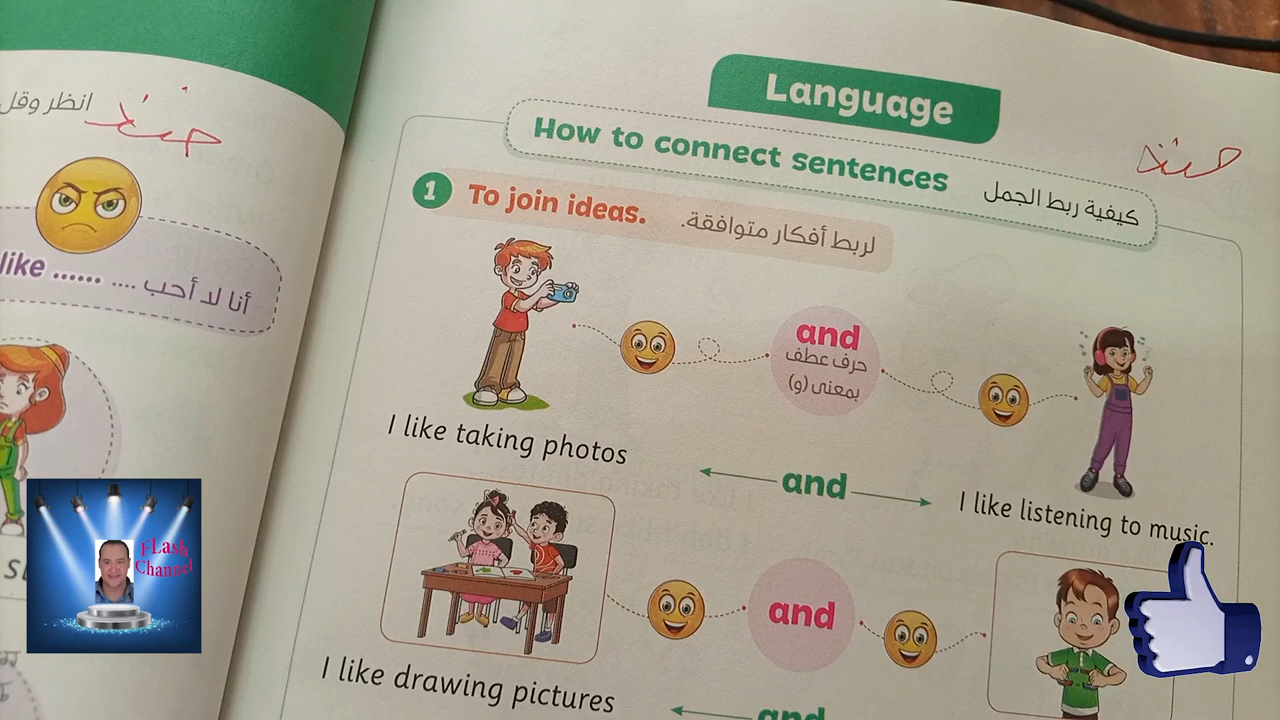 انظر وقل
like ...... .... أنا لا أحب
Language
How to connect sentences كيفية ربط الجمل
1 To join ideas. لربط أفكار متوافقة.
and
حرف عطف
بمعنى (و)
I like taking photos
and
I like listening to music.
and
I like drawing pictures
and
FLash
Channel